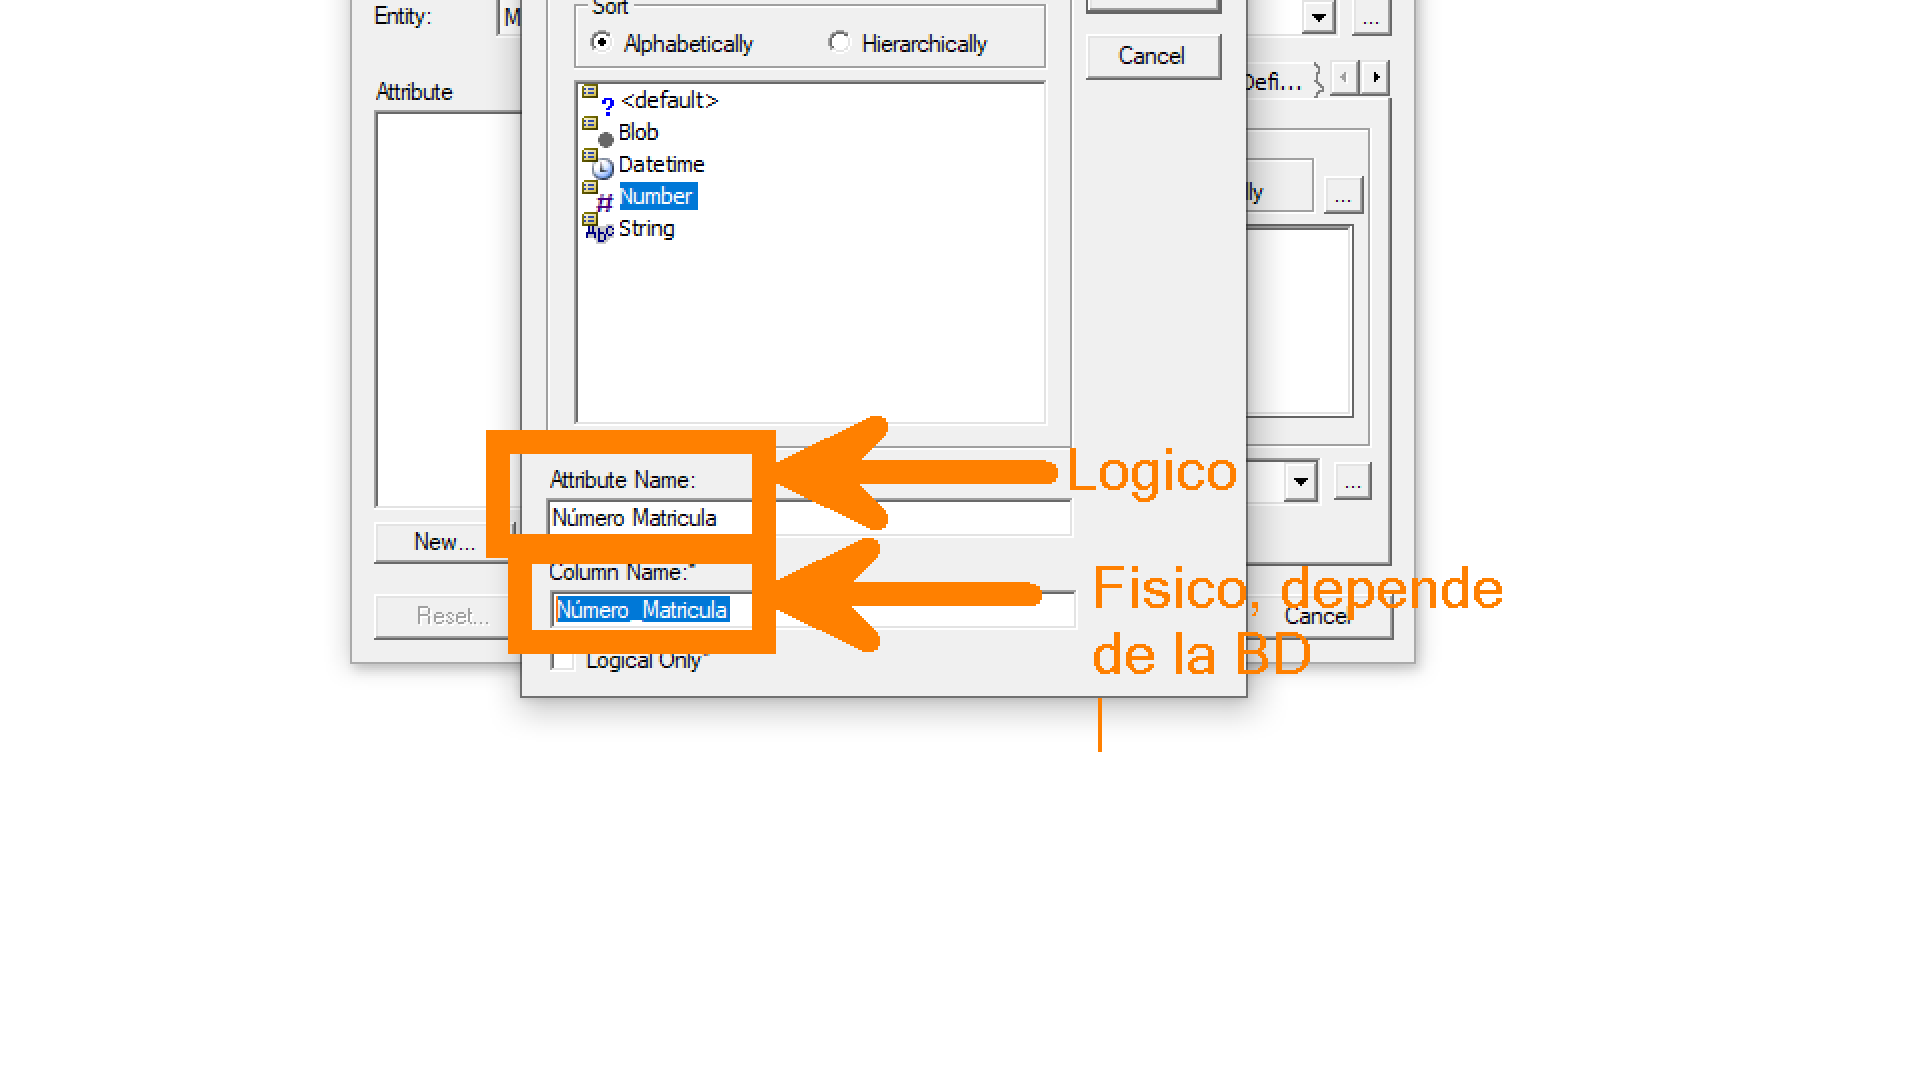 Entity:
M
Sort
Alphabetically
Hierarchically
Cancel
...
Attribute
<default>
Blob
Datetime
Number
String
Defi...
lly
...
Attribute Name:
Número Matricula
Logico
...
New...
Column Name:*
Número_Matricula
Fisico, depende
de la BD
Reset...
Logical Only*
Cancel